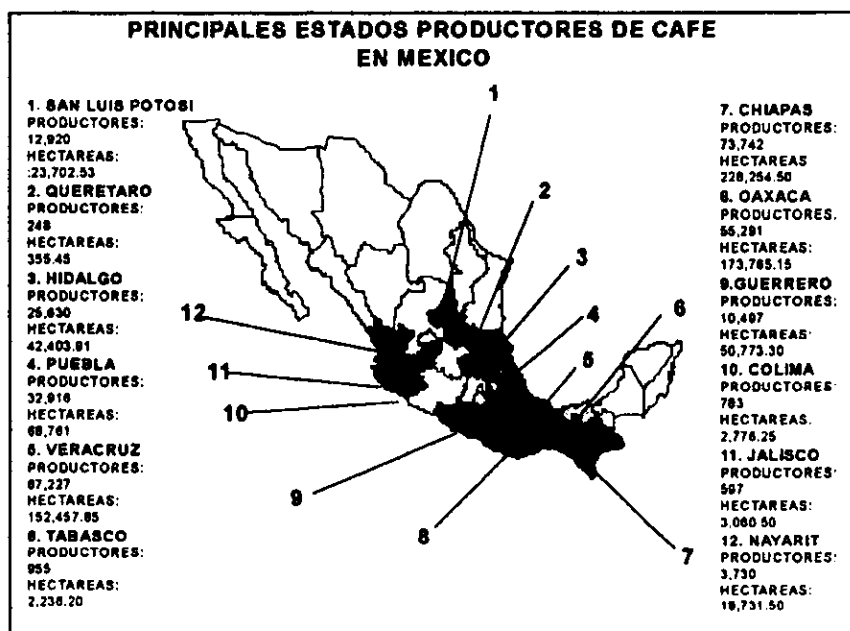 PRINCIPALES ESTADOS PRODUCTORES DE CAFE
EN MEXICO
1. SAN LUIS POTOSI
PRODUCTORES:
12,920
HECTAREAS:
:23,702.53
2. QUERETARO
PRODUCTORES:
248
HECTAREAS:
355.45
3. HIDALGO
PRODUCTORES:
25,630
HECTAREAS:
42,403.91
4. PUEBLA
PRODUCTORES:
32,916
HECTAREAS:
68,761
5. VERACRUZ
PRODUCTORES:
67,227
HECTAREAS:
152,457.85
6. TABASCO
PRODUCTORES:
955
HECTAREAS:
2,236.20
7. CHIAPAS
PRODUCTORES:
73,742
HECTAREAS
228,254.50
8. OAXACA
PRODUCTORES.
55,291
HECTAREAS:
173,765.15
9.GUERRERO
PRODUCTORES:
10,497
HECTAREAS:
50,773.30
10. COLIMA
PRODUCTORES:
783
HECTAREAS.
2,776.25
11. JALISCO
PRODUCTORES:
597
HECTAREAS:
3,060 50
12. NAYARIT
PRODUCTORES:
3,730
HECTAREAS:
18,731.50
1
2
3
4
5
6
7
8
9
10
11
12